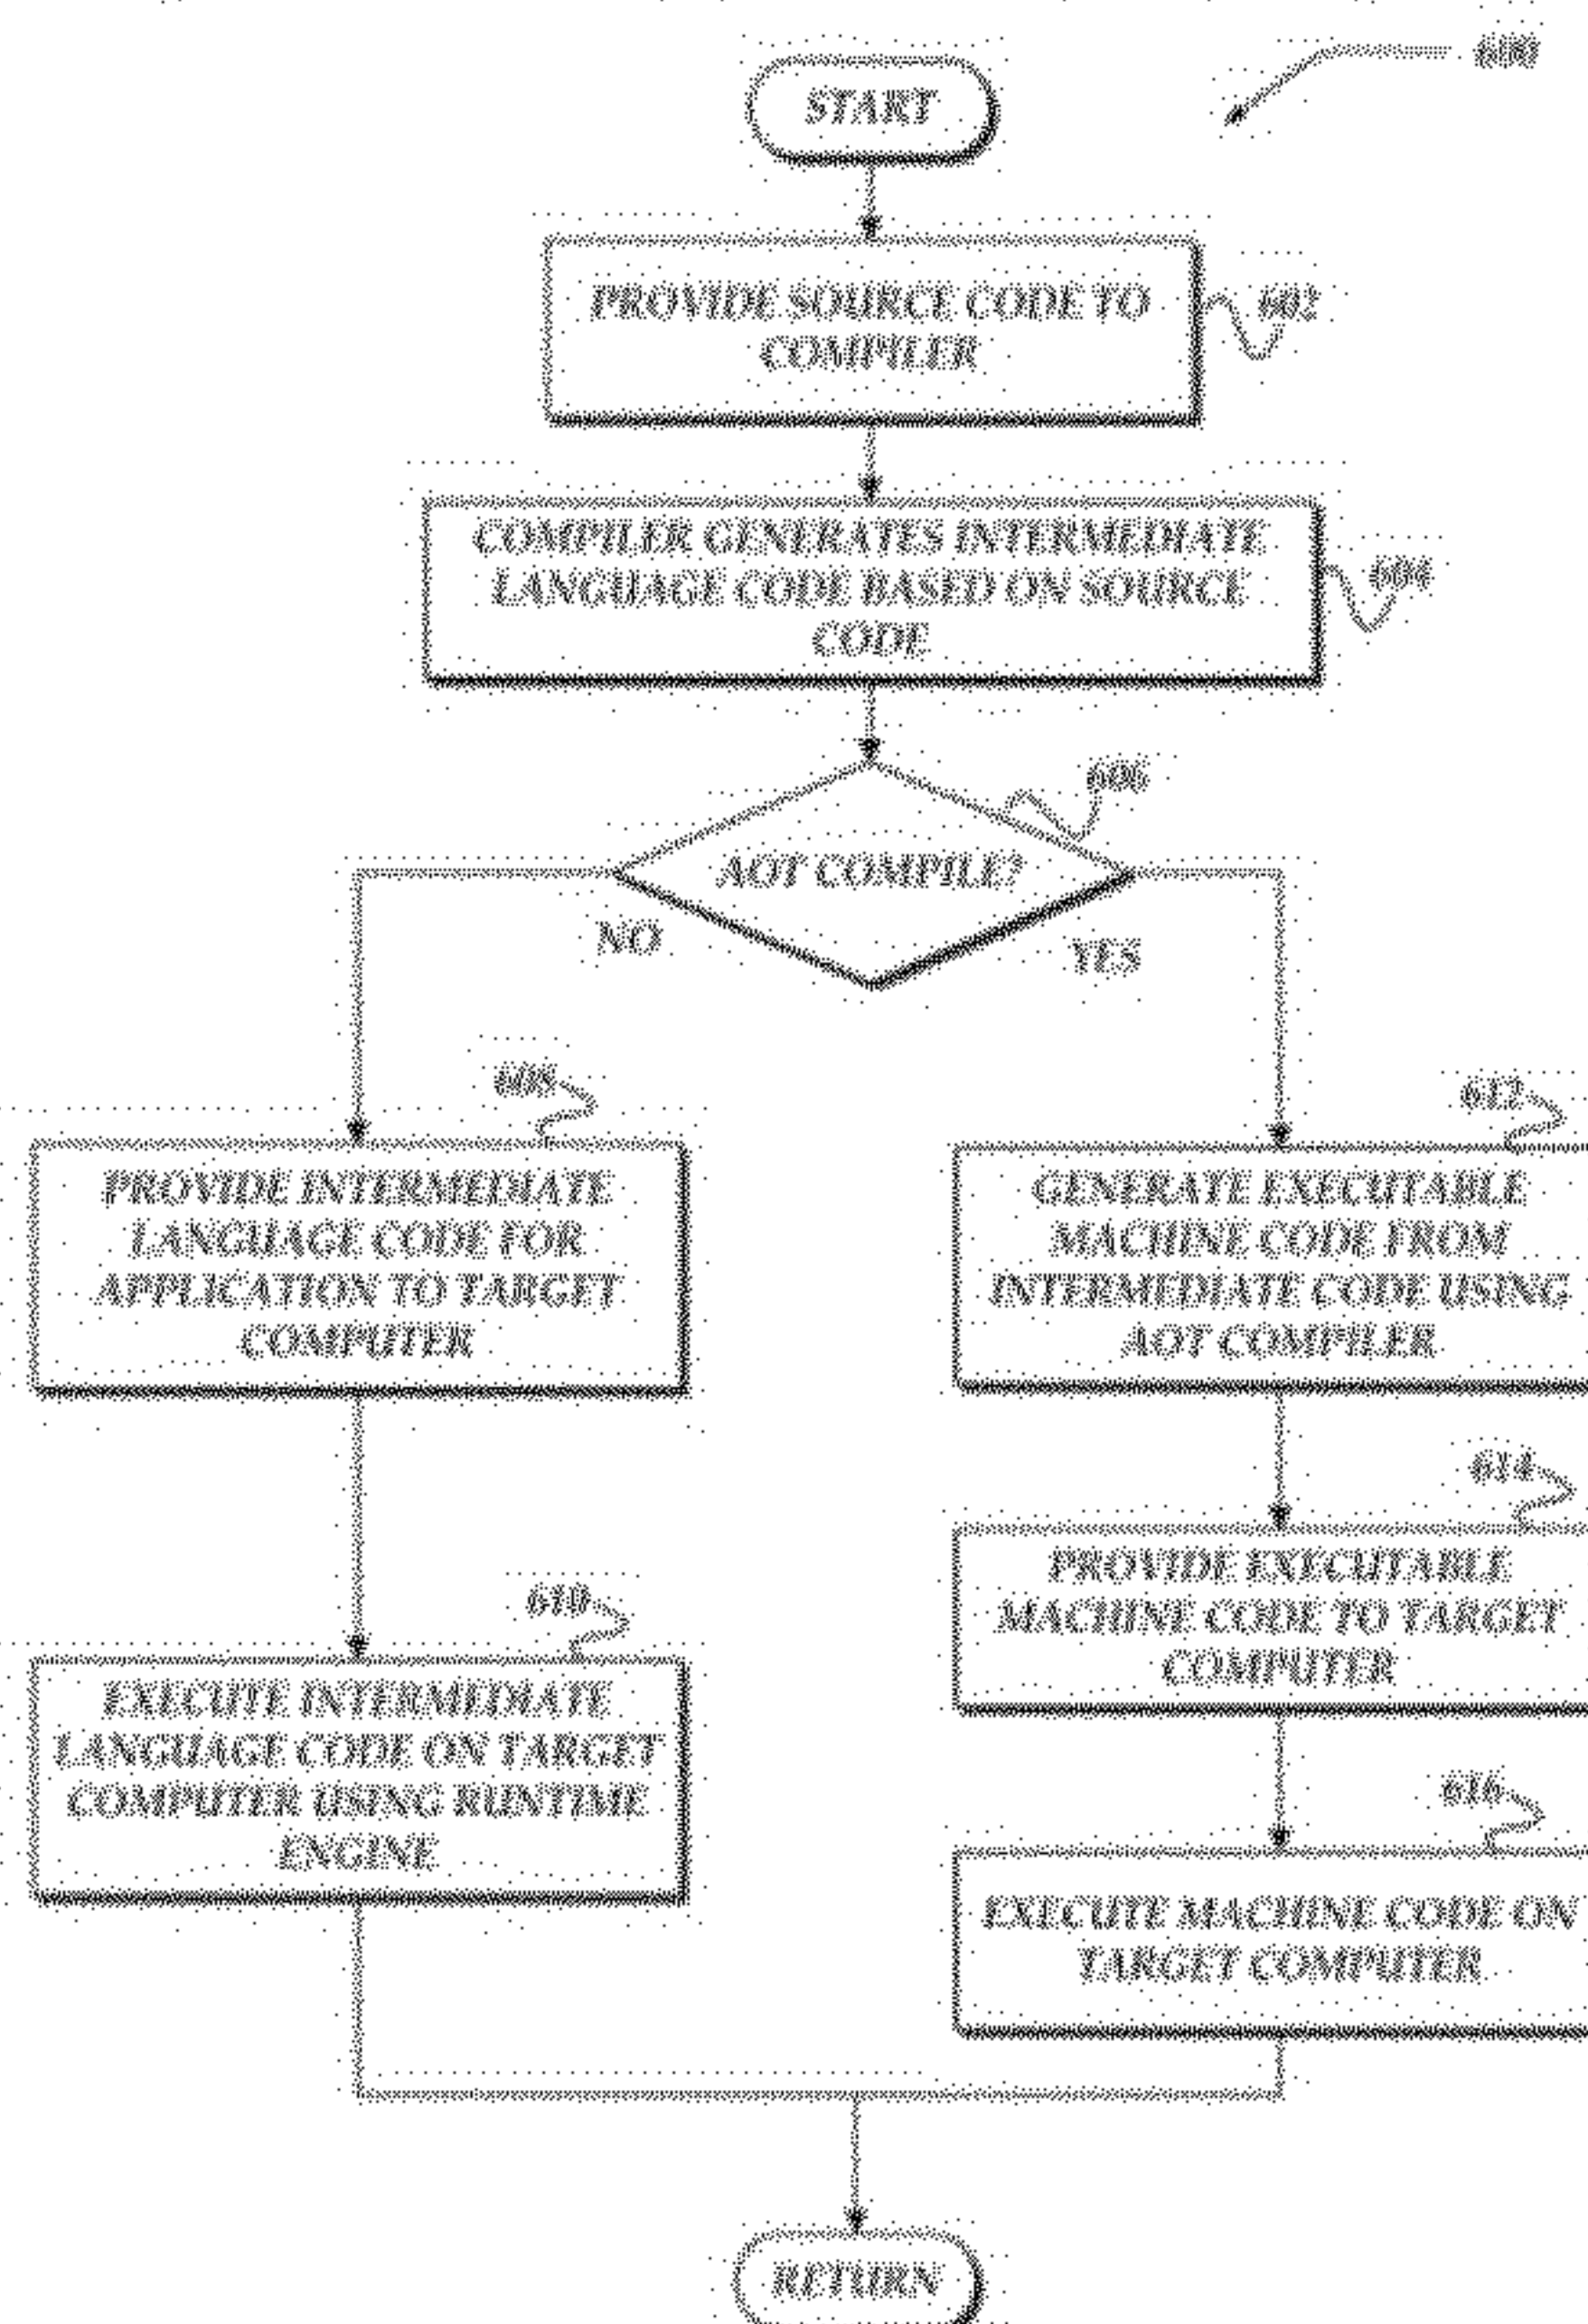 600
START
PROVIDE SOURCE CODE TO
COMPILER
602
COMPILER GENERATES INTERMEDIATE
LANGUAGE CODE BASED ON SOURCE
CODE
604
606
AOT COMPILE?
NO
YES
608
PROVIDE INTERMEDIATE
LANGUAGE CODE FOR
APPLICATION TO TARGET
COMPUTER
610
EXECUTE INTERMEDIATE
LANGUAGE CODE ON TARGET
COMPUTER USING RUNTIME
ENGINE
612
GENERATE EXECUTABLE
MACHINE CODE FROM
INTERMEDIATE CODE USING
AOT COMPILER
614
PROVIDE EXECUTABLE
MACHINE CODE TO TARGET
COMPUTER
616
EXECUTE MACHINE CODE ON
TARGET COMPUTER
RETURN